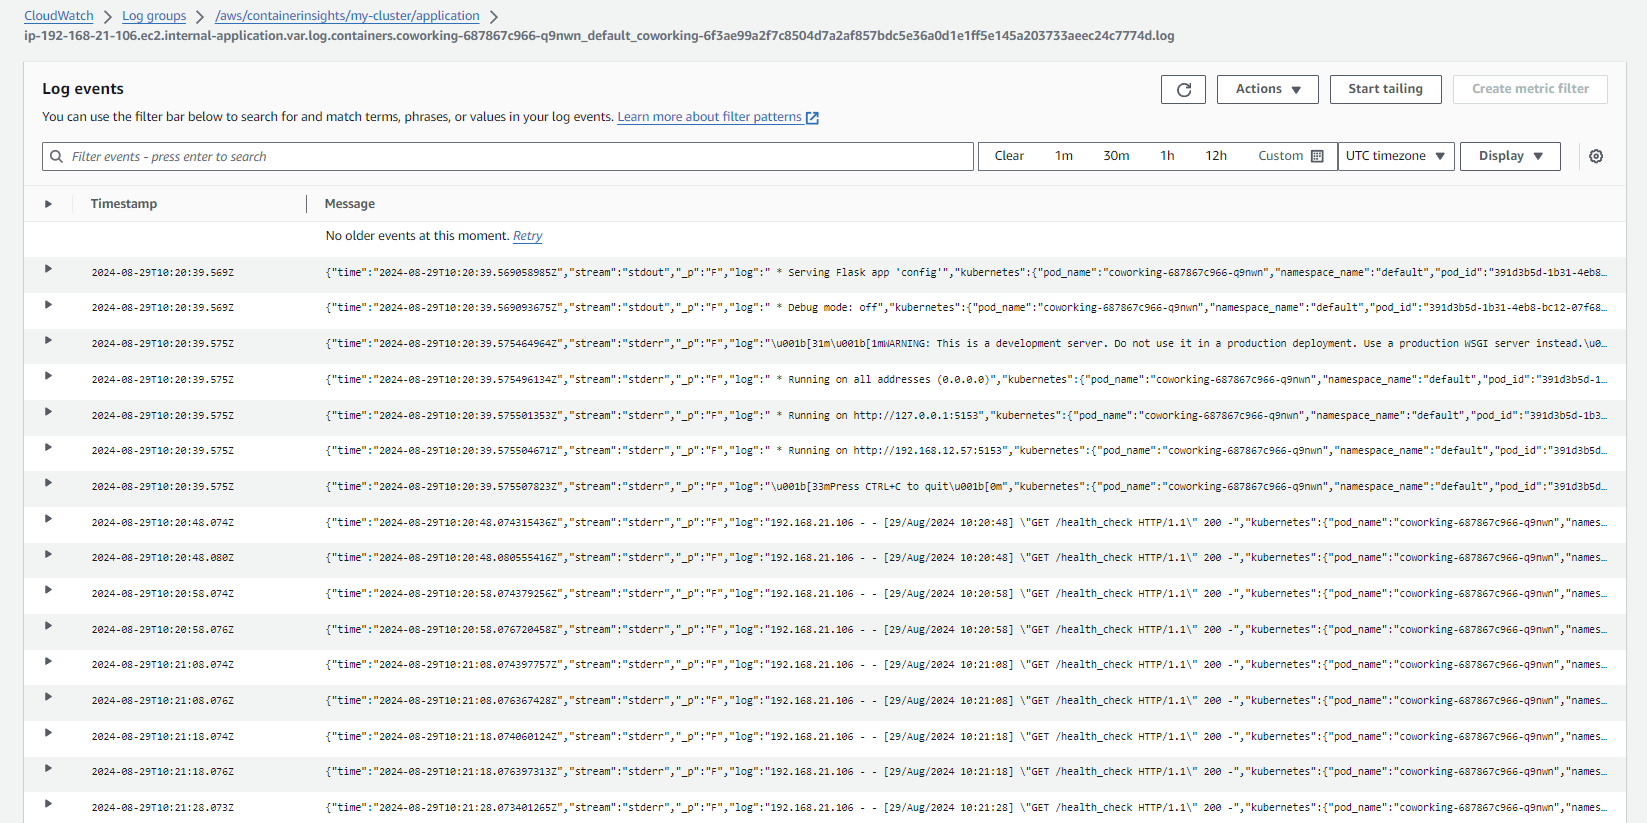 CloudWatch > Log groups > /aws/containerinsights/my-cluster/application >
ip-192-168-21-106.ec2.internal-application.var.log.containers.coworking-687867c966-q9nwn_default_coworking-6f3ae99a2f7c8504d7a2af857bdc5e36a0d1e1ff5e145a203733aeec24c7774d.log
Log events
Actions
Start tailing
Create metric filter
You can use the filter bar below to search for and match terms, phrases, or values in your log events. Learn more about filter patterns
Filter events - press enter to search
Clear 1m 30m 1h 12h Custom UTC timezone Display
Timestamp Message
No older events at this moment. Retry
2024-08-29T10:20:39.569Z {"time":"2024-08-29T10:20:39.569058985Z","stream":"stdout","_p":"F","log":" * Serving Flask app 'config'","kubernetes":{"pod_name":"coworking-687867c966-q9nwn","namespace_name":"default","pod_id":"391d3b5d-1b31-4eb8…
2024-08-29T10:20:39.569Z {"time":"2024-08-29T10:20:39.569093675Z","stream":"stdout","_p":"F","log":" * Debug mode: off","kubernetes":{"pod_name":"coworking-687867c966-q9nwn","namespace_name":"default","pod_id":"391d3b5d-1b31-4eb8-bc12-07f68…
2024-08-29T10:20:39.575Z {"time":"2024-08-29T10:20:39.575464964Z","stream":"stderr","_p":"F","log":"\u001b[31m\u001b[1mWARNING: This is a development server. Do not use it in a production deployment. Use a production WSGI server instead.\u0…
2024-08-29T10:20:39.575Z {"time":"2024-08-29T10:20:39.575496134Z","stream":"stderr","_p":"F","log":" * Running on all addresses (0.0.0.0)","kubernetes":{"pod_name":"coworking-687867c966-q9nwn","namespace_name":"default","pod_id":"391d3b5d-1…
2024-08-29T10:20:39.575Z {"time":"2024-08-29T10:20:39.575501353Z","stream":"stderr","_p":"F","log":" * Running on http://127.0.0.1:5153","kubernetes":{"pod_name":"coworking-687867c966-q9nwn","namespace_name":"default","pod_id":"391d3b5d-1b3…
2024-08-29T10:20:39.575Z {"time":"2024-08-29T10:20:39.575504671Z","stream":"stderr","_p":"F","log":" * Running on http://192.168.12.57:5153","kubernetes":{"pod_name":"coworking-687867c966-q9nwn","namespace_name":"default","pod_id":"391d3b5d…
2024-08-29T10:20:39.575Z {"time":"2024-08-29T10:20:39.575507823Z","stream":"stderr","_p":"F","log":"\u001b[33mPress CTRL+C to quit\u001b[0m","kubernetes":{"pod_name":"coworking-687867c966-q9nwn","namespace_name":"default","pod_id":"391d3b5d…
2024-08-29T10:20:48.074Z {"time":"2024-08-29T10:20:48.074315436Z","stream":"stderr","_p":"F","log":"192.168.21.106 - - [29/Aug/2024 10:20:48] \"GET /health_check HTTP/1.1\" 200 -","kubernetes":{"pod_name":"coworking-687867c966-q9nwn","names…
2024-08-29T10:20:48.080Z {"time":"2024-08-29T10:20:48.080555416Z","stream":"stderr","_p":"F","log":"192.168.21.106 - - [29/Aug/2024 10:20:48] \"GET /health_check HTTP/1.1\" 200 -","kubernetes":{"pod_name":"coworking-687867c966-q9nwn","names…
2024-08-29T10:20:58.074Z {"time":"2024-08-29T10:20:58.074379256Z","stream":"stderr","_p":"F","log":"192.168.21.106 - - [29/Aug/2024 10:20:58] \"GET /health_check HTTP/1.1\" 200 -","kubernetes":{"pod_name":"coworking-687867c966-q9nwn","names…
2024-08-29T10:20:58.076Z {"time":"2024-08-29T10:20:58.076720458Z","stream":"stderr","_p":"F","log":"192.168.21.106 - - [29/Aug/2024 10:20:58] \"GET /health_check HTTP/1.1\" 200 -","kubernetes":{"pod_name":"coworking-687867c966-q9nwn","names…
2024-08-29T10:21:08.074Z {"time":"2024-08-29T10:21:08.074397757Z","stream":"stderr","_p":"F","log":"192.168.21.106 - - [29/Aug/2024 10:21:08] \"GET /health_check HTTP/1.1\" 200 -","kubernetes":{"pod_name":"coworking-687867c966-q9nwn","names…
2024-08-29T10:21:08.076Z {"time":"2024-08-29T10:21:08.076367428Z","stream":"stderr","_p":"F","log":"192.168.21.106 - - [29/Aug/2024 10:21:08] \"GET /health_check HTTP/1.1\" 200 -","kubernetes":{"pod_name":"coworking-687867c966-q9nwn","names…
2024-08-29T10:21:18.074Z {"time":"2024-08-29T10:21:18.074060124Z","stream":"stderr","_p":"F","log":"192.168.21.106 - - [29/Aug/2024 10:21:18] \"GET /health_check HTTP/1.1\" 200 -","kubernetes":{"pod_name":"coworking-687867c966-q9nwn","names…
2024-08-29T10:21:18.076Z {"time":"2024-08-29T10:21:18.076397313Z","stream":"stderr","_p":"F","log":"192.168.21.106 - - [29/Aug/2024 10:21:18] \"GET /health_check HTTP/1.1\" 200 -","kubernetes":{"pod_name":"coworking-687867c966-q9nwn","names…
2024-08-29T10:21:28.073Z {"time":"2024-08-29T10:21:28.073401265Z","stream":"stderr","_p":"F","log":"192.168.21.106 - - [29/Aug/2024 10:21:28] \"GET /health_check HTTP/1.1\" 200 -","kubernetes":{"pod_name":"coworking-687867c966-q9nwn","names…